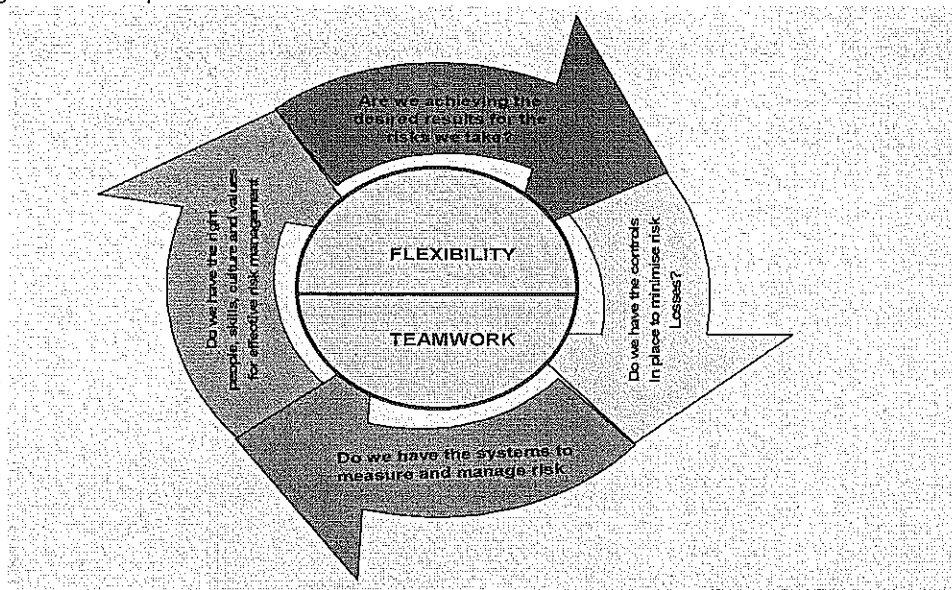 Are we achieving the
desired results for the
risks we take?
Do we have the right
people, skills, culture and values
for effective risk management
FLEXIBILITY
TEAMWORK
Do we have the controls
In place to minimise risk
Losses?
Do we have the systems to
measure and manage risk